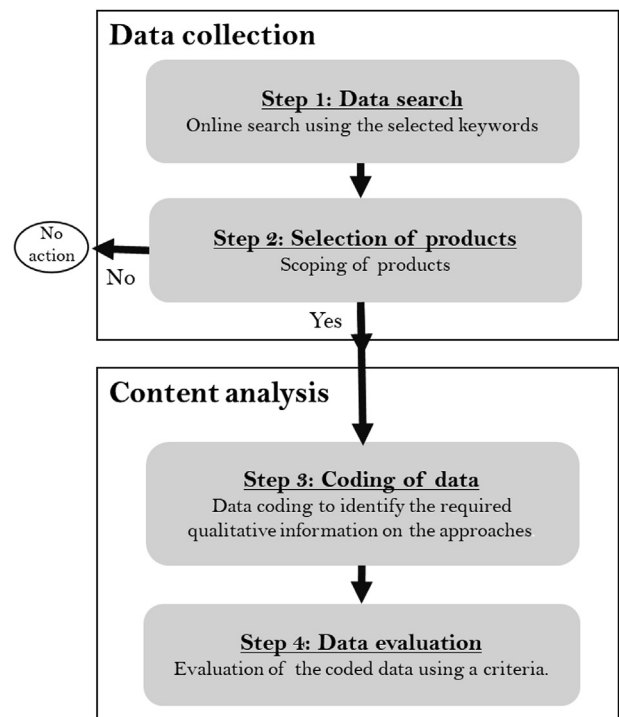 Data collection
Step 1: Data search
Online search using the selected keywords
Step 2: Selection of products
Scoping of products
No
action
No
Yes
Content analysis
Step 3: Coding of data
Data coding to identify the required
qualitative information on the approaches
Step 4: Data evaluation
Evaluation of the coded data using a criteria.